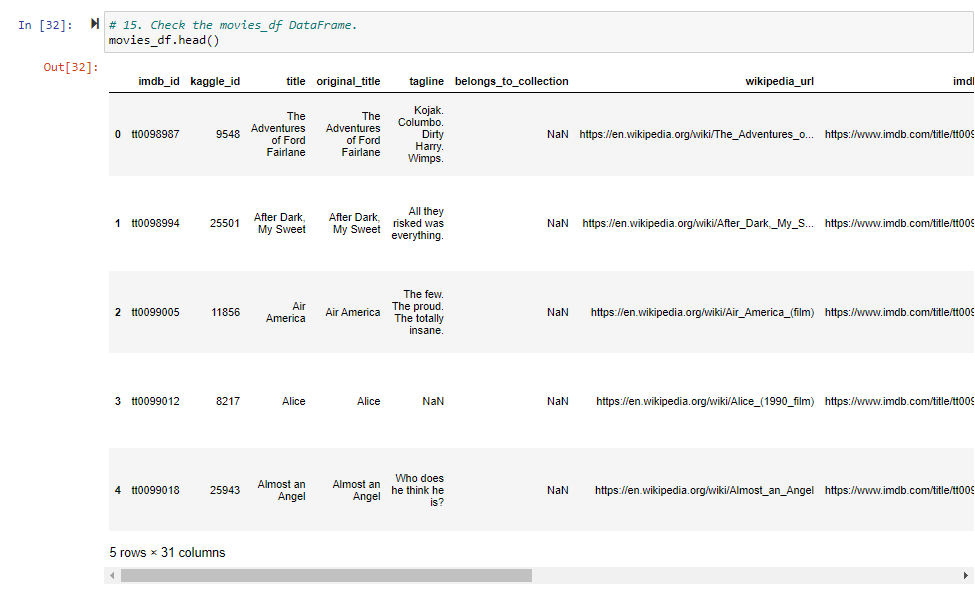 In [32]:
# 15. Check the movies_df DataFrame.
movies_df.head()
Out[32]:
imdb_id kaggle_id title original_title tagline belongs_to_collection wikipedia_url imdl
0 tt0098987 9548 The Adventures of Ford Fairlane The Adventures of Ford Fairlane Kojak. Columbo. Dirty Harry. Wimps. NaN https://en.wikipedia.org/wiki/The_Adventures_o... https://www.imdb.com/title/tt009
1 tt0098994 25501 After Dark, My Sweet After Dark, My Sweet All they risked was everything. NaN https://en.wikipedia.org/wiki/After_Dark,_My_S... https://www.imdb.com/title/tt009
2 tt0099005 11856 Air America Air America The few. The proud. The totally insane. NaN https://en.wikipedia.org/wiki/Air_America_(film) https://www.imdb.com/title/tt009
3 tt0099012 8217 Alice Alice NaN NaN https://en.wikipedia.org/wiki/Alice_(1990_film) https://www.imdb.com/title/tt009
4 tt0099018 25943 Almost an Angel Almost an Angel Who does he think he is? NaN https://en.wikipedia.org/wiki/Almost_an_Angel https://www.imdb.com/title/tt009
5 rows × 31 columns